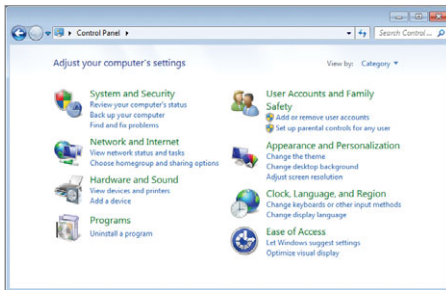 Control Panel
Search Control...
Adjust your computer's settings
View by: Category
System and Security
Review your computer's status
Back up your computer
Find and fix problems
Network and Internet
View network status and tasks
Choose homegroup and sharing options
Hardware and Sound
View devices and printers
Add a device
Programs
Uninstall a program
User Accounts and Family
Safety
Add or remove user accounts
Set up parental controls for any user
Appearance and Personalization
Change the theme
Change desktop background
Adjust screen resolution
Clock, Language, and Region
Change keyboards or other input methods
Change display language
Ease of Access
Let Windows suggest settings
Optimize visual display